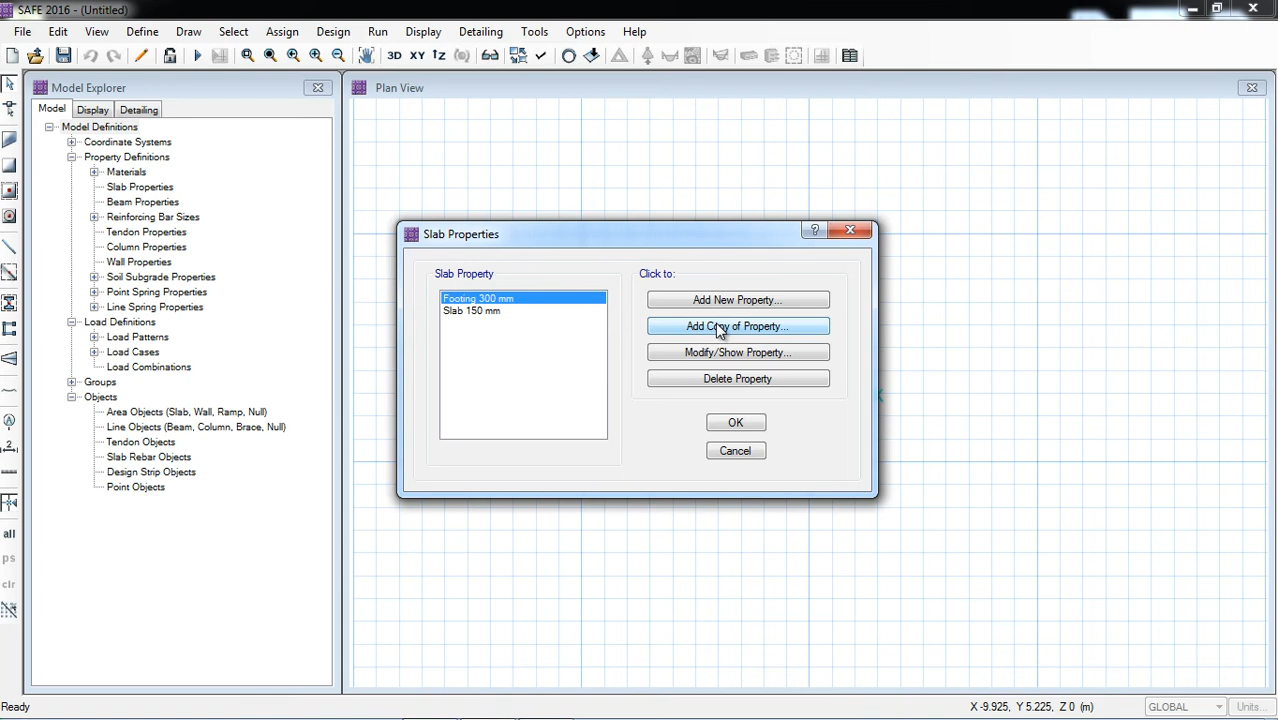 SAFE 2016 - (Untitled)
File Edit View Define Draw Select Assign Design Run Display Detailing Tools Options Help
3D XY
Model Explorer
Plan View
Model Display Detailing
Model Definitions
Coordinate Systems
Property Definitions
Materials
Slab Properties
Beam Properties
Reinforcing Bar Sizes
Tendon Properties
Column Properties
Wall Properties
Soil Subgrade Properties
Point Spring Properties
Line Spring Properties
Load Definitions
Load Patterns
Load Cases
Load Combinations
Groups
Objects
Area Objects (Slab, Wall, Ramp, Null)
Line Objects (Beam, Column, Brace, Null)
Tendon Objects
Slab Rebar Objects
Design Strip Objects
Point Objects
all
ps
clr
Slab Properties
Slab Property
Footing 300 mm
Slab 150 mm
Click to:
Add New Property...
Add Copy of Property...
Modify/Show Property...
Delete Property
OK
Cancel
Ready
X -9.925, Y 5.225, Z 0 (m)
GLOBAL
Units...